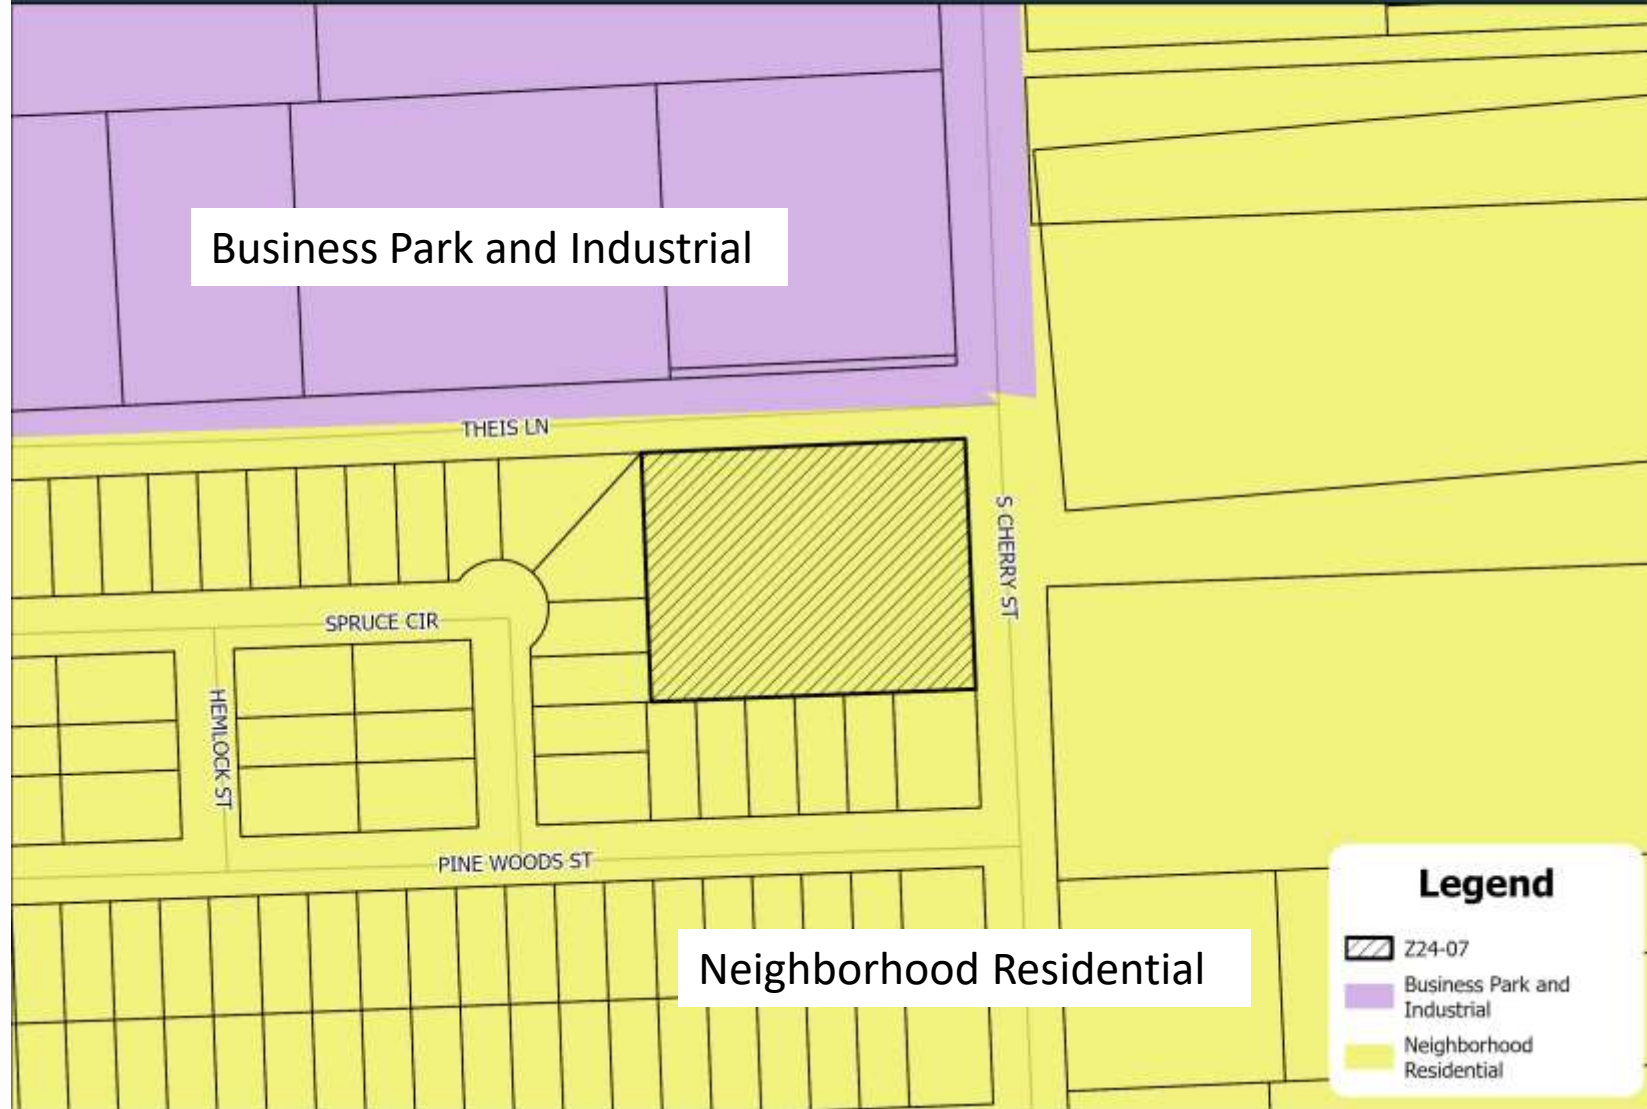 Business Park and Industrial
THEIS LN
S CHERRY ST
SPRUCE CIR
HEMLOCK ST
PINE WOODS ST
Neighborhood Residential
Legend
Z24-07
Business Park and
Industrial
Neighborhood
Residential